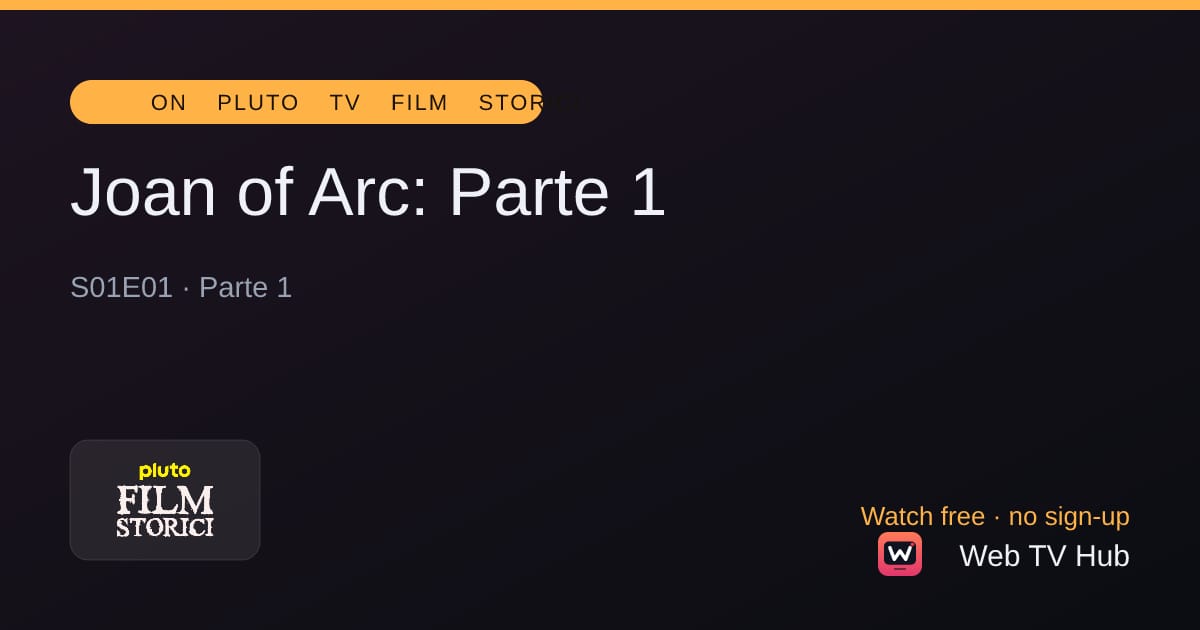 ON PLUTO TV FILM STOR
Joan of Arc: Parte 1
S01E01 · Parte 1
pluto
FILM
STORICI
Watch free · no sign-up
W
Web TV Hub